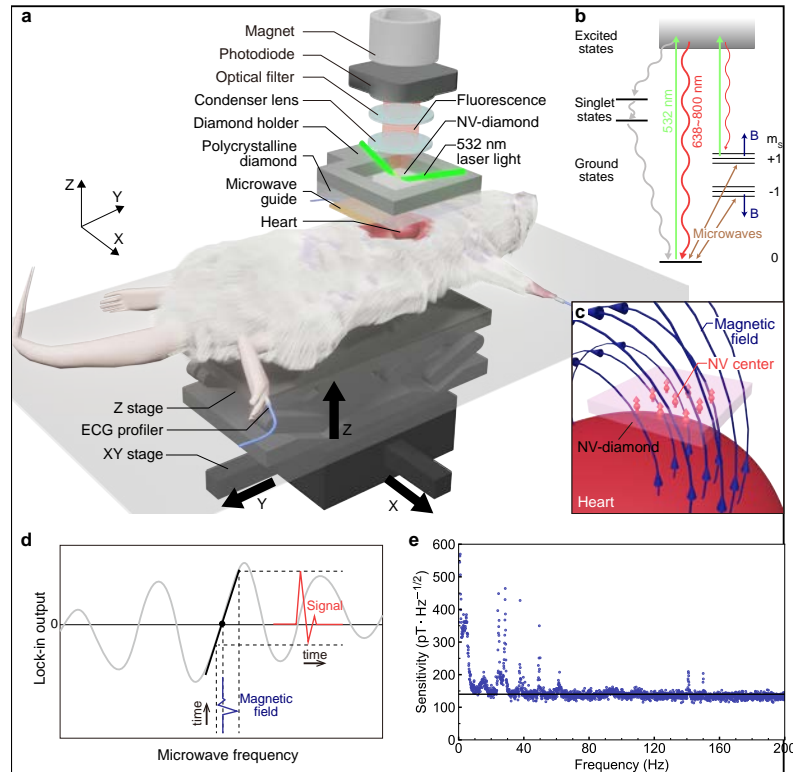 a
Magnet
Photodiode
Optical filter
Condenser lens
Diamond holder
Polycrystalline
diamond
Microwave
guide
Heart
Fluorescence
NV-diamond
532 nm
laser light
Z
Y
X
Z stage
ECG profiler
XY stage
Z
Y
X
b
Excited
states
Singlet
states
Ground
states
532 nm
638~800 nm
B
mₛ
+1
-1
B
Microwaves
0
c
Magnetic
field
NV center
NV-diamond
Heart
d
Lock-in output
0
Signal
time
time
Magnetic
field
Microwave frequency
e
Sensitivity (pT · Hz⁻¹ᐟ²)
600
500
400
300
200
100
0
0
40
80
120
160
200
Frequency (Hz)